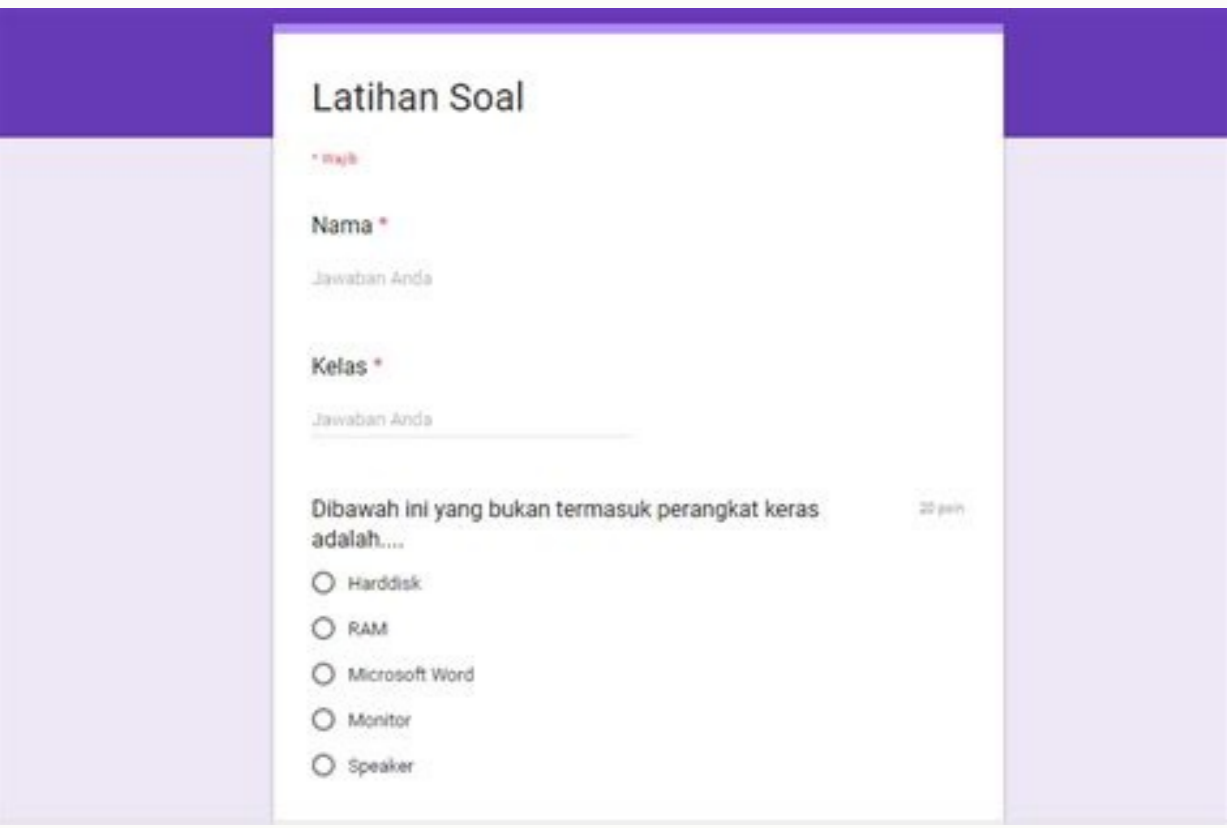 Latihan Soal
* Wajib
Nama *
Jawaban Anda
Kelas *
Jawaban Anda
Dibawah ini yang bukan termasuk perangkat keras
adalah....
20 poin
Harddisk
RAM
Microsoft Word
Monitor
Speaker